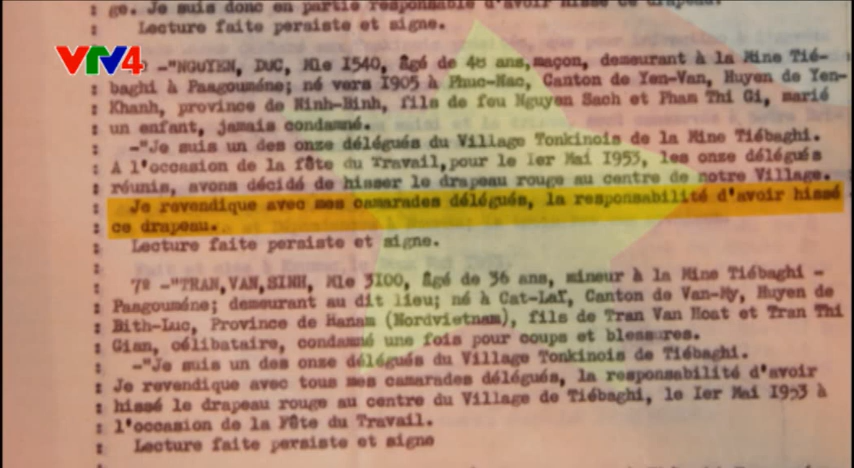 VTV4
ge. Je suis donc en partie responsable d'avoir hissé ce drapeau.
Lecture faite persiste et signe.
-"NGUYEN, DUC, Mle 1540, âgé de 48 ans,maçon, demeurant à la Mine Tié-
: baghi à Paagouméne; né vers 1905 à Phuc-Hac, Canton de Yen-Van, Huyen de Yen-
: Khanh, province de Ninh-Binh, fils de feu Nguyen Sach et Pham Thi Gi, marié
: un enfant, jamais condamné.
: -"Je suis un des onze délégués du Village Tonkinois de la Mine Tiébaghi.
: A l'occasion de la fête du Travail,pour le 1er Mai 1953, les onze délégués
: réunis, avons décidé de hisser le drapeau rouge au centre de notre Village.
: Je revendique avec mes camarades délégués, la responsabilité d'avoir hissé
: ce drapeau.
: Lecture faite persiste et signe.
: 7º -"TRAN,VAN,SINH, Mle 3100, âgé de 36 ans, mineur à la Mine Tiébaghi -
: Paagouméne; demeurant au dit lieu; né à Cat-Laï, Canton de Van-My, Huyen de
: Bith-Luc, Province de Hanam (Nordvietnam), fils de Tran Van Hoat et Tran Thi
: Gian, célibataire, condamné une fois pour coups et blessures.
: -"Je suis un des onze délégués du Village Tonkinois de Tiébaghi.
: Je revendique avec tous mes camarades délégués, la responsabilité d'avoir
: hissé le drapeau rouge au centre du Village de Tiébaghi, le 1er Mai 1953 à
: l'occasion de la Fête du Travail.
: Lecture faite persiste et signe